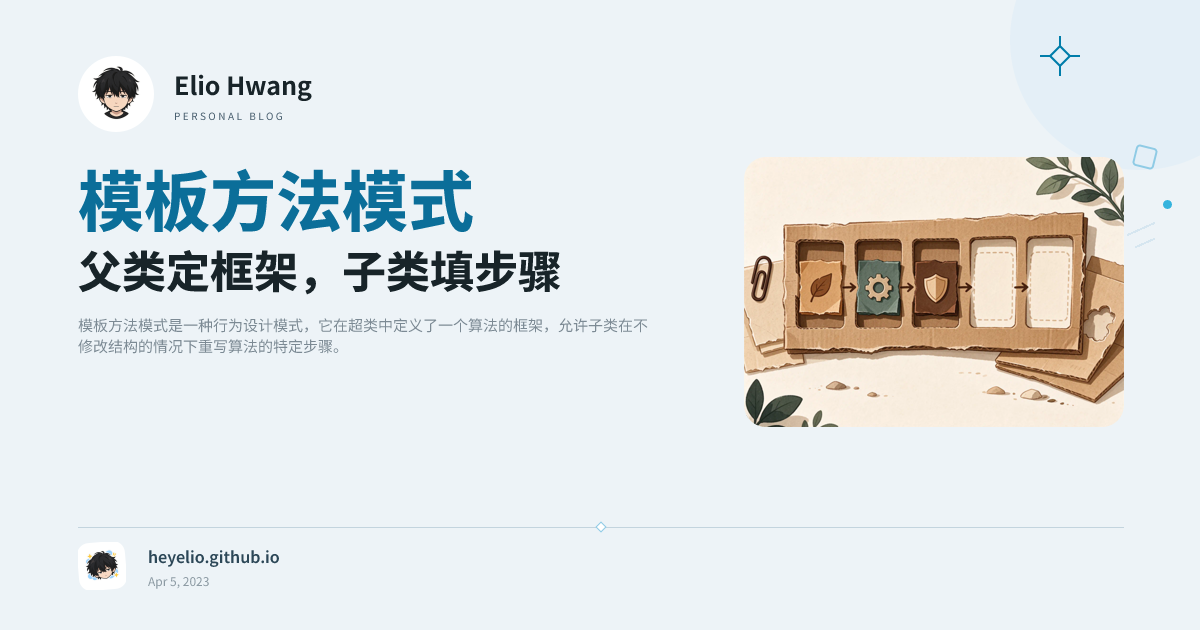 Elio Hwang
PERSONAL BLOG
模板方法模式
父类定框架，子类填步骤
模板方法模式是一种行为设计模式，它在超类中定义了一个算法的框架，允许子类在不
修改结构的情况下重写算法的特定步骤。
heyelio.github.io
Apr 5, 2023